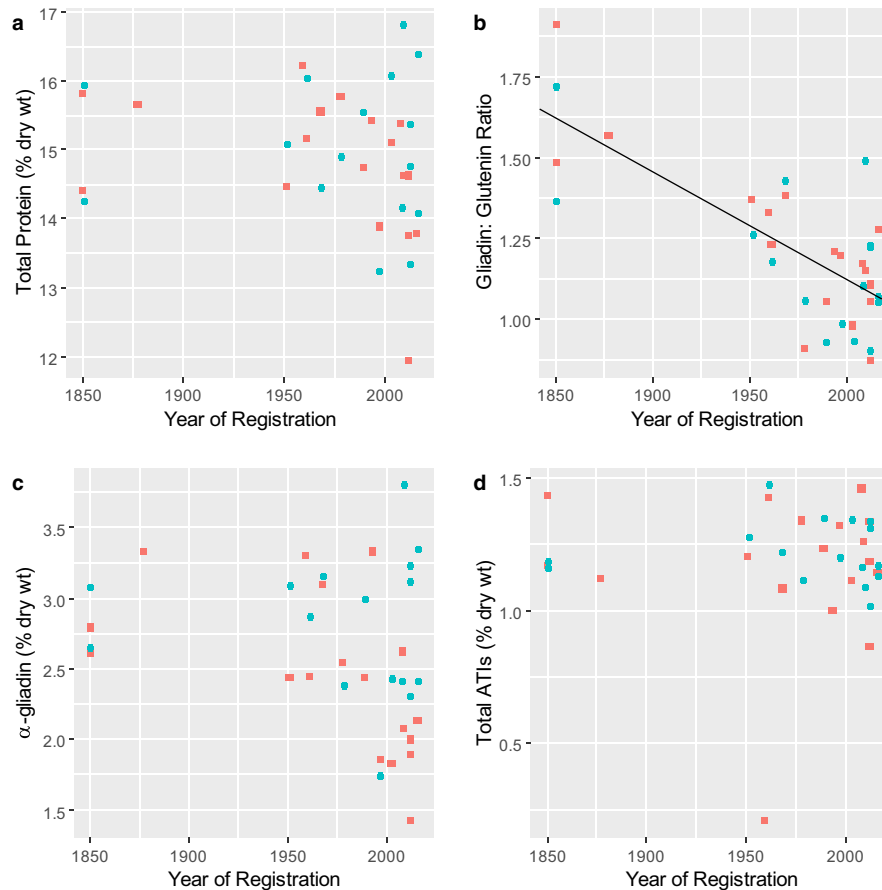 a
Total Protein (% dry wt)
17
16
15
14
13
12
1850 1900 1950 2000
Year of Registration
b
Gliadin: Glutenin Ratio
1.75
1.50
1.25
1.00
1850 1900 1950 2000
Year of Registration
c
α-gliadin (% dry wt)
3.5
3.0
2.5
2.0
1.5
1850 1900 1950 2000
Year of Registration
d
Total ATIs (% dry wt)
1.5
1.0
0.5
1850 1900 1950 2000
Year of Registration